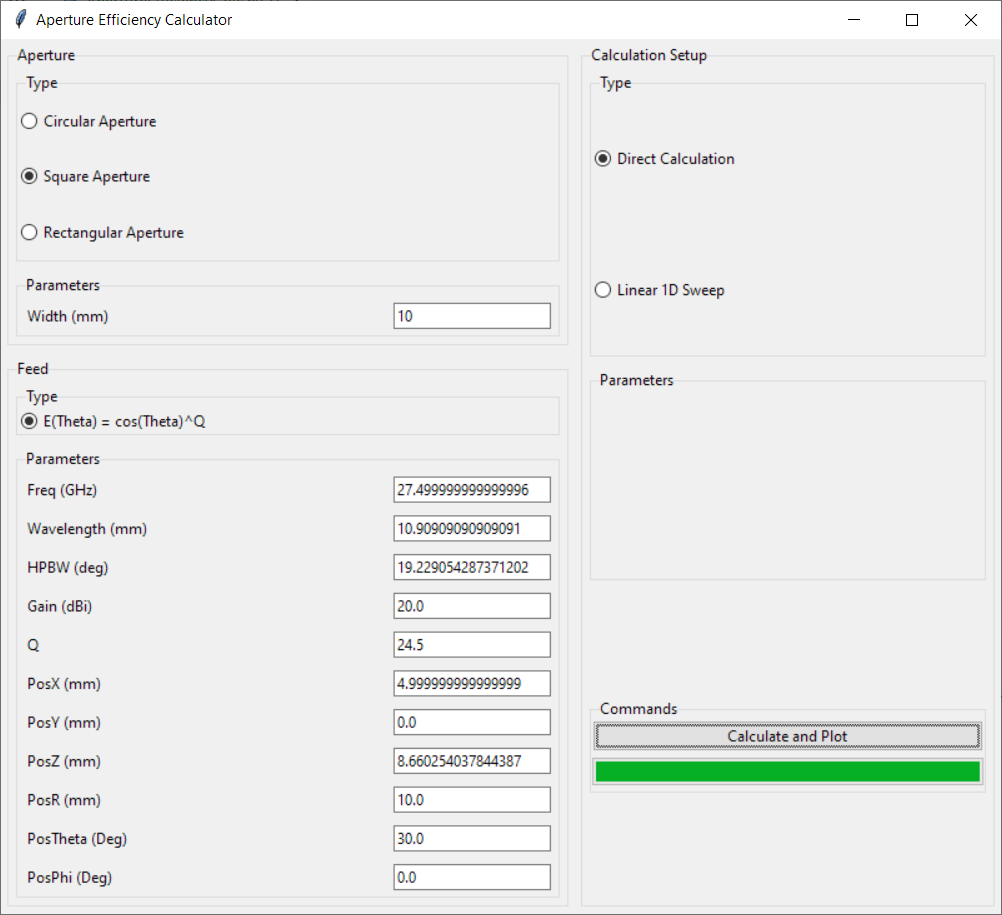 Aperture Efficiency Calculator
Aperture
Type
Circular Aperture
Square Aperture
Rectangular Aperture
Parameters
Width (mm) 10
Feed
Type
E(Theta) = cos(Theta)^Q
Parameters
Freq (GHz) 27.499999999999996
Wavelength (mm) 10.90909090909091
HPBW (deg) 19.229054287371202
Gain (dBi) 20.0
Q 24.5
PosX (mm) 4.999999999999999
PosY (mm) 0.0
PosZ (mm) 8.660254037844387
PosR (mm) 10.0
PosTheta (Deg) 30.0
PosPhi (Deg) 0.0
Calculation Setup
Type
Direct Calculation
Linear 1D Sweep
Parameters
Commands
Calculate and Plot